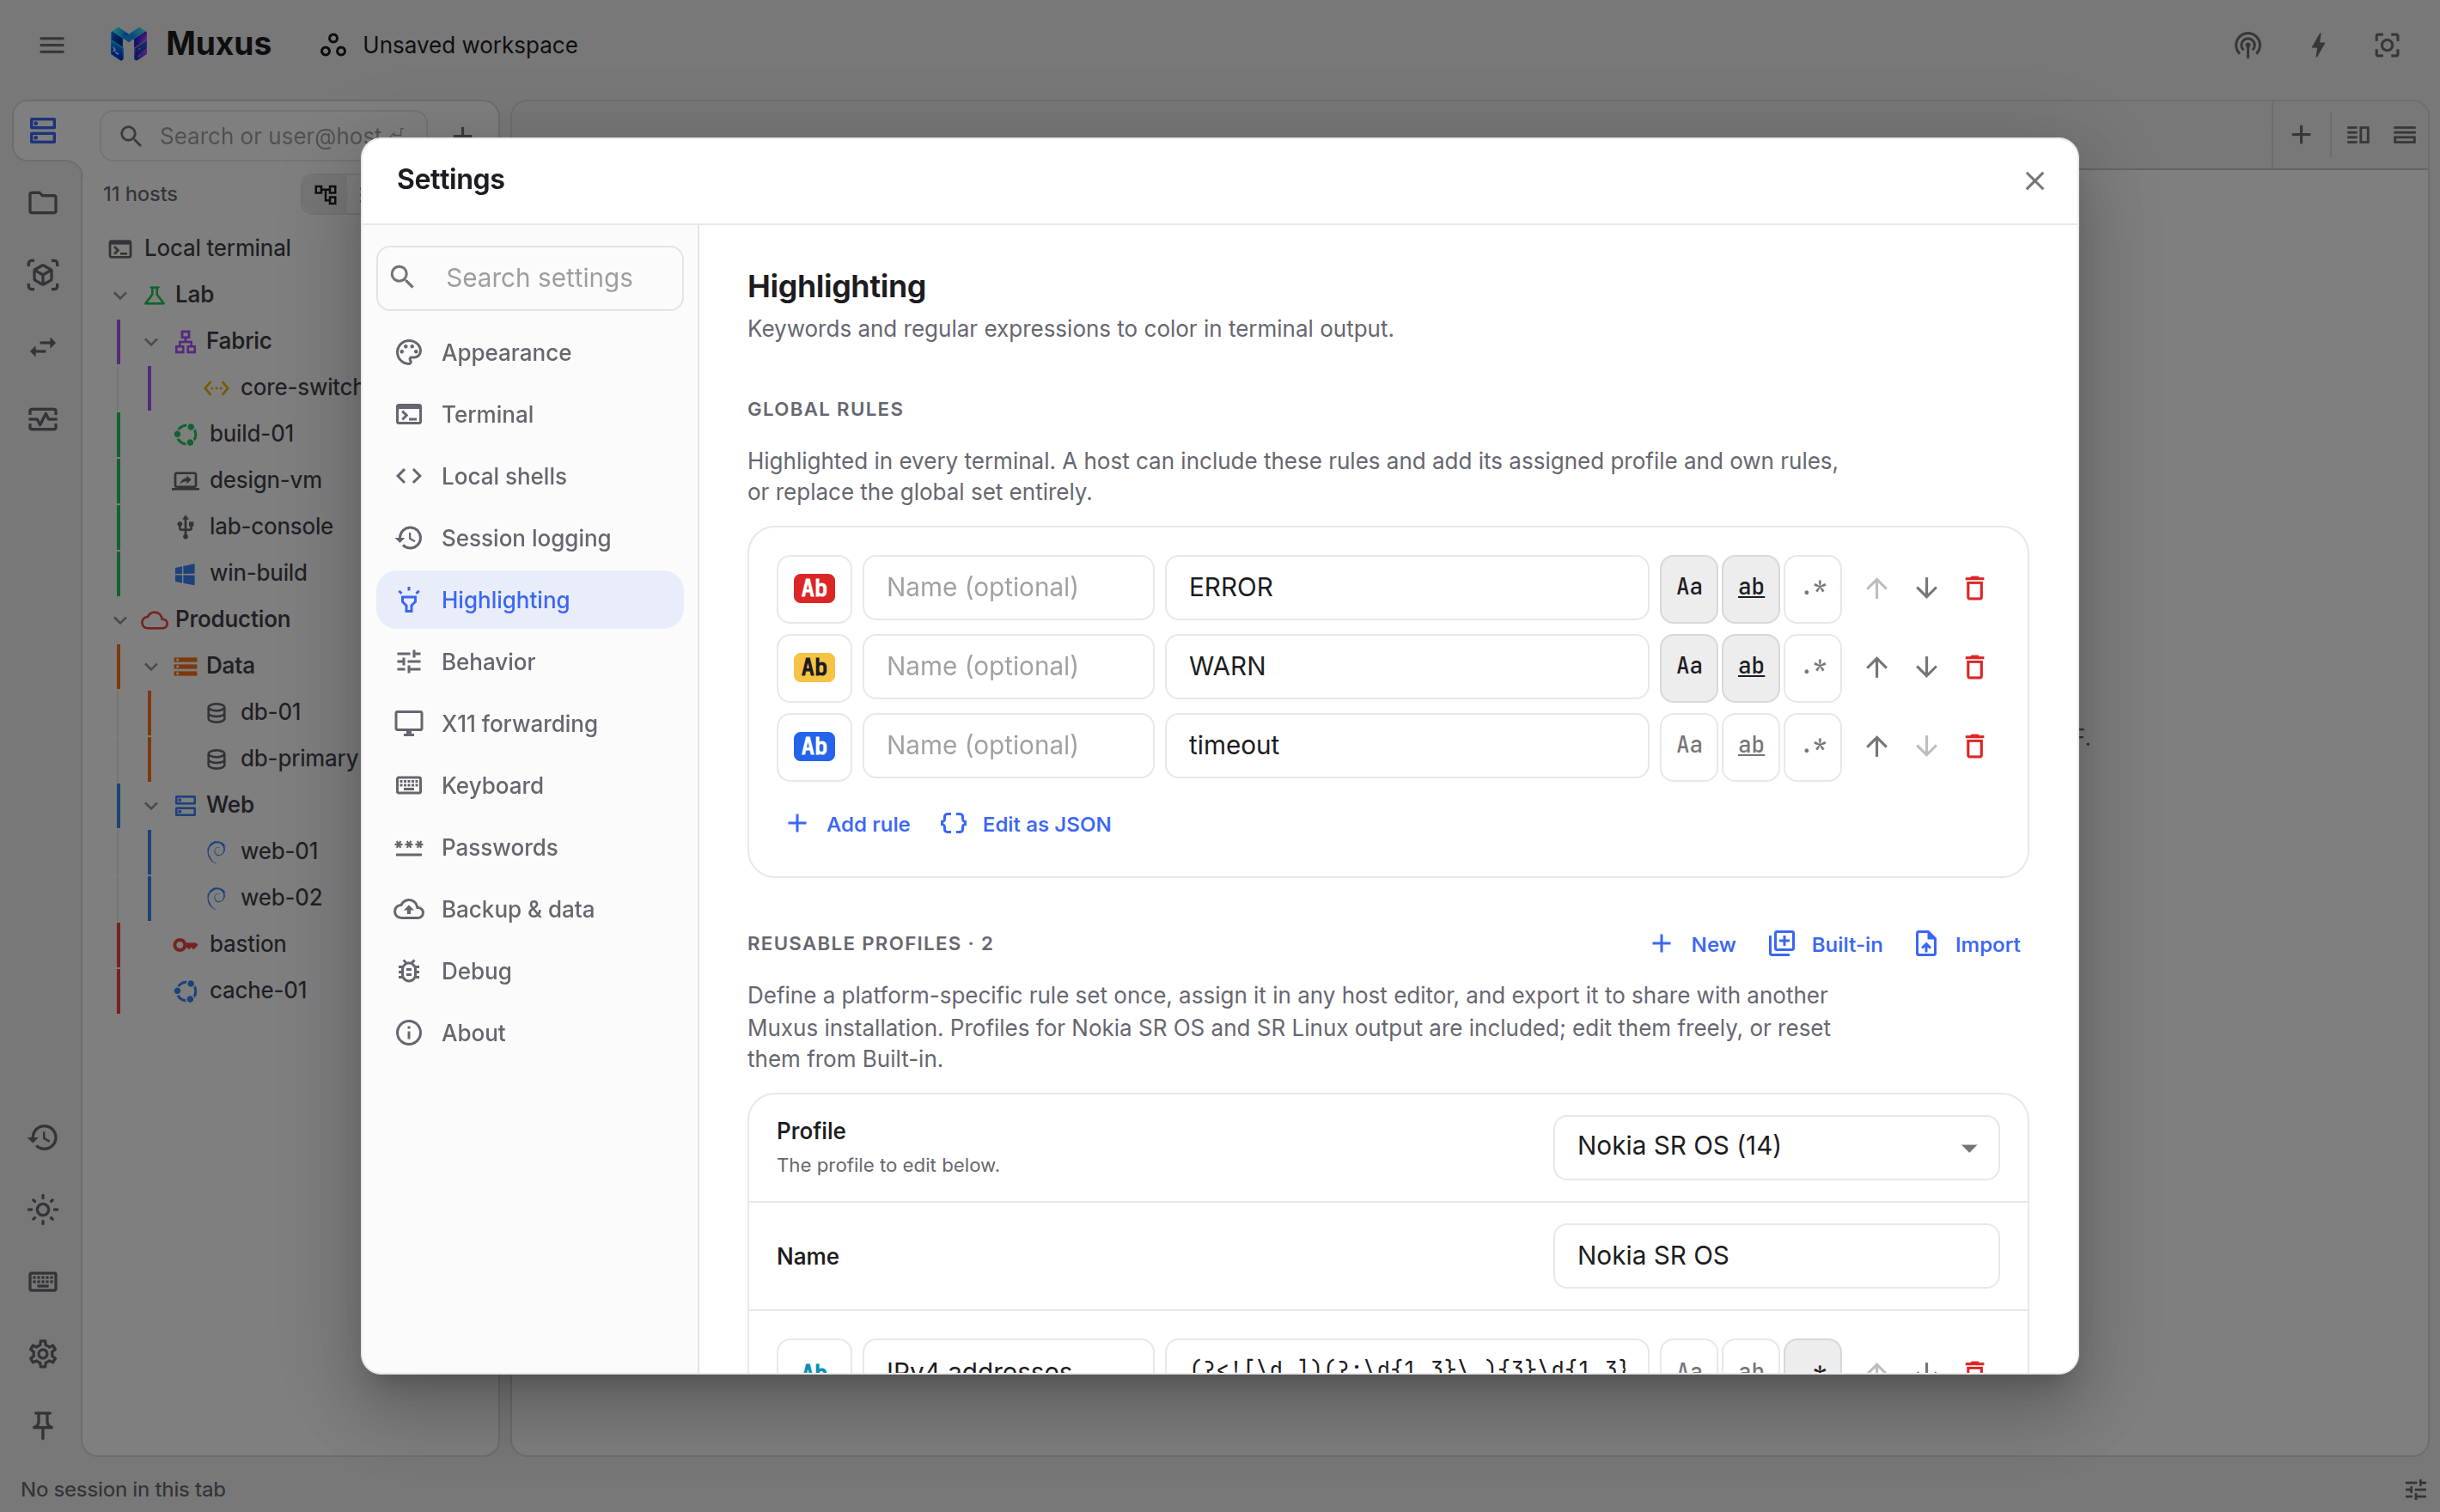 Muxus
Unsaved workspace
Search or user@host
11 hosts
Local terminal
Lab
Fabric
core-switch
build-01
design-vm
lab-console
win-build
Production
Data
db-01
db-primary
Web
web-01
web-02
bastion
cache-01
No session in this tab
Settings
Search settings
Appearance
Terminal
Local shells
Session logging
Highlighting
Behavior
X11 forwarding
Keyboard
Passwords
Backup & data
Debug
About
Highlighting
Keywords and regular expressions to color in terminal output.
GLOBAL RULES
Highlighted in every terminal. A host can include these rules and add its assigned profile and own rules,
or replace the global set entirely.
Ab Name (optional) ERROR Aa ab .*
Ab Name (optional) WARN Aa ab .*
Ab Name (optional) timeout Aa ab .*
Add rule Edit as JSON
REUSABLE PROFILES · 2 New Built-in Import
Define a platform-specific rule set once, assign it in any host editor, and export it to share with another
Muxus installation. Profiles for Nokia SR OS and SR Linux output are included; edit them freely, or reset
them from Built-in.
Profile
The profile to edit below.
Nokia SR OS (14)
Name Nokia SR OS
Ab IPv4 addresses Aa ab .*